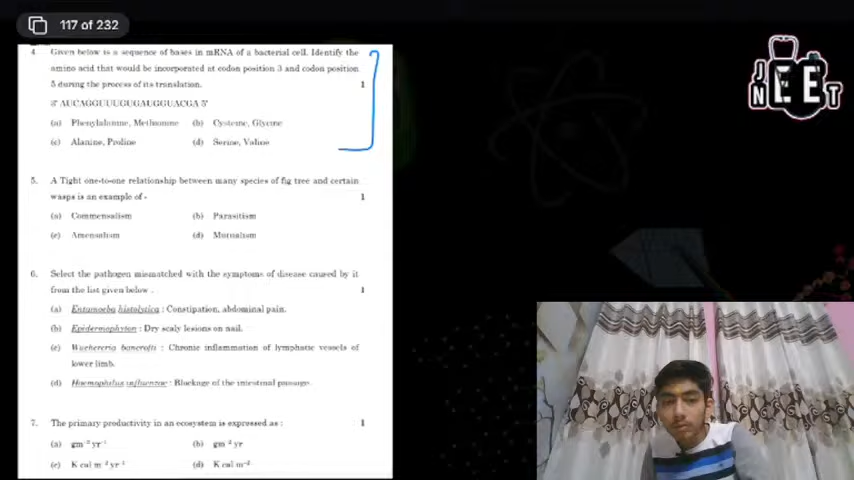 117 of 232
JNEET
4. Given below is a sequence of bases in mRNA of a bacterial cell. Identify the
amino acid that would be incorporated at codon position 3 and codon position
5 during the process of its translation. 1
3' AUCAGGUUUGUGAUGGUACGA 5'
(a) Phenylalanine, Methionine (b) Cysteine, Glycine
(c) Alanine, Proline (d) Serine, Valine
5. A Tight one-to-one relationship between many species of fig tree and certain
wasps is an example of - 1
(a) Commensalism (b) Parasitism
(c) Amensalism (d) Mutualism
6. Select the pathogen mismatched with the symptoms of disease caused by it
from the list given below . 1
(a) Entamoeba histolytica : Constipation, abdominal pain.
(b) Epidermophyton : Dry scaly lesions on nail.
(c) Wuchereria bancrofti : Chronic inflammation of lymphatic vessels of
lower limb.
(d) Haemophilus influenzae : Blockage of the intestinal passage.
7. The primary productivity in an ecosystem is expressed as : 1
(a) gm⁻² yr⁻¹ (b) gm⁻² yr
(c) K cal m⁻² yr⁻¹ (d) K cal m⁻²